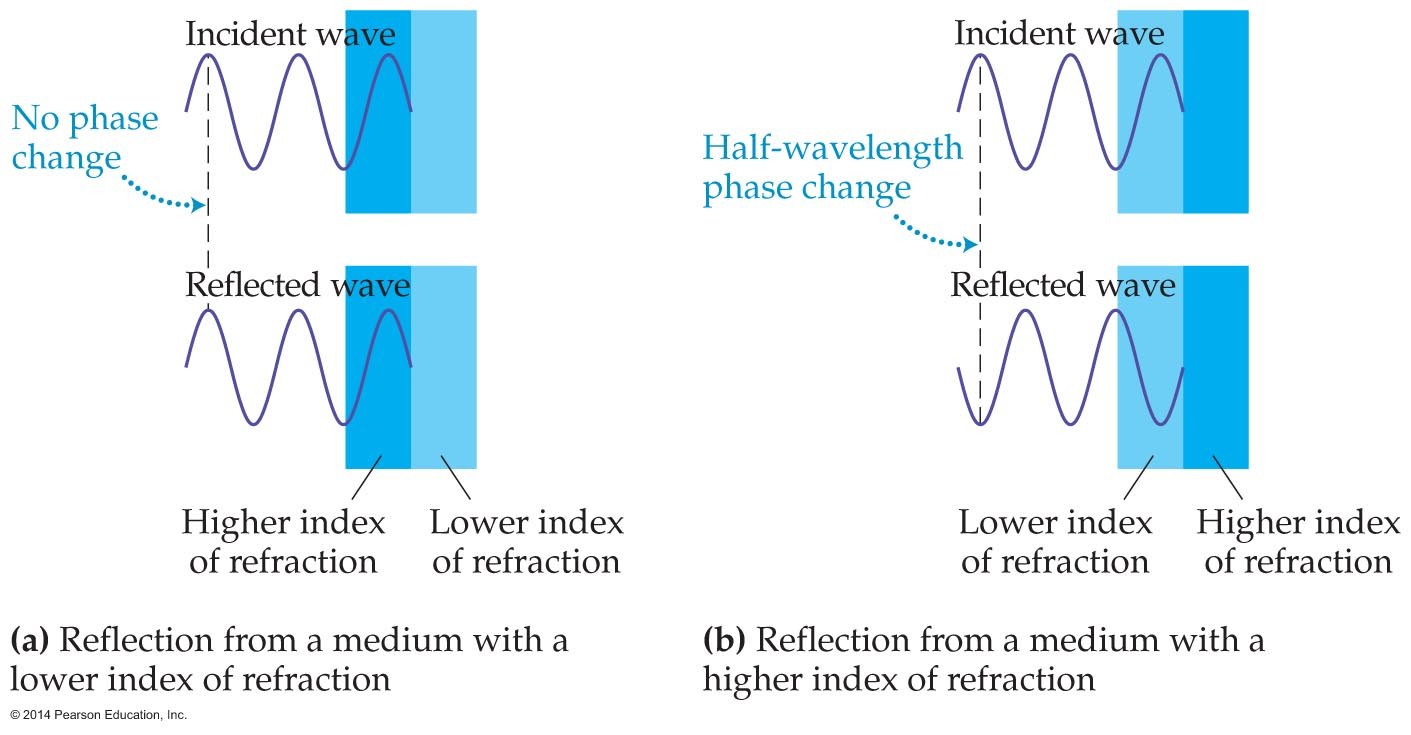 Incident wave
No phase
change
Reflected wave
Higher index
of refraction
Lower index
of refraction
(a) Reflection from a medium with a
lower index of refraction
Incident wave
Half-wavelength
phase change
Reflected wave
Lower index
of refraction
Higher index
of refraction
(b) Reflection from a medium with a
higher index of refraction
© 2014 Pearson Education, Inc.